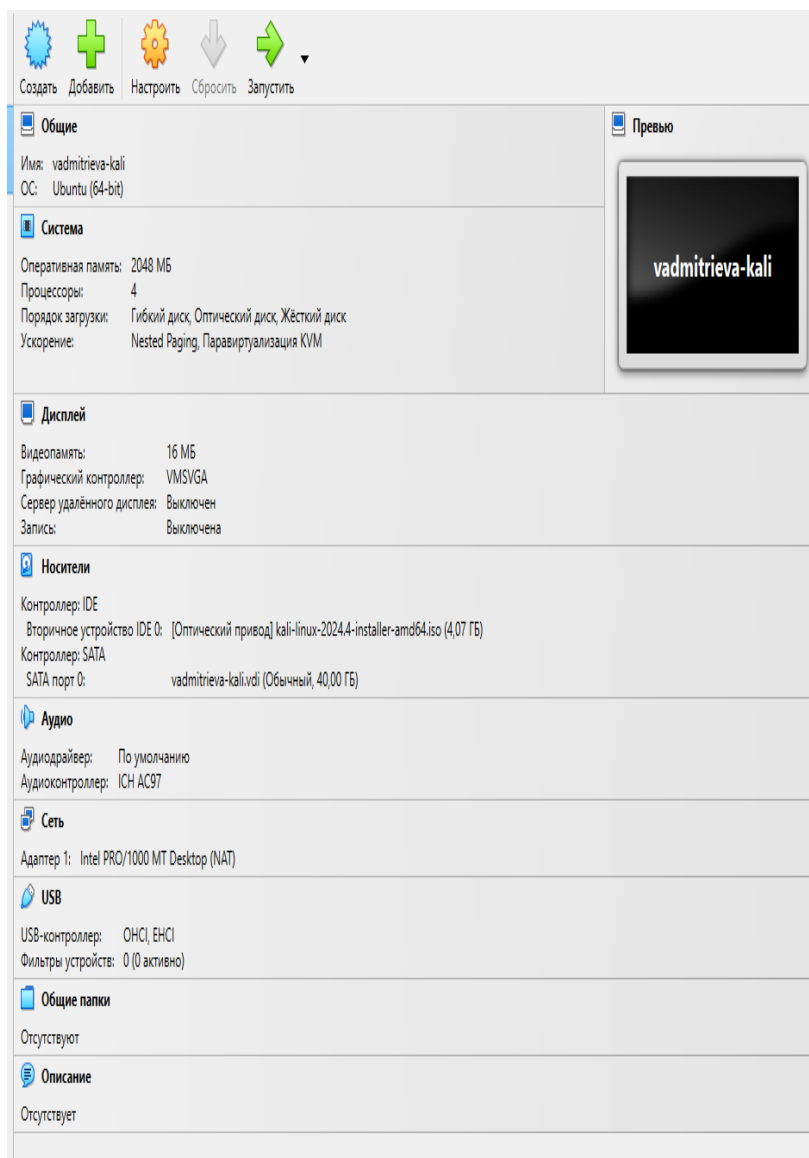 Создать Добавить Настроить Сбросить Запустить
Общие
Имя: vadmitrieva-kali
ОС: Ubuntu (64-bit)
Превью
vadmitrieva-kali
Система
Оперативная память: 2048 МБ
Процессоры: 4
Порядок загрузки: Гибкий диск, Оптический диск, Жёсткий диск
Ускорение: Nested Paging, Паравиртуализация KVM
Дисплей
Видеопамять: 16 МБ
Графический контроллер: VMSVGA
Сервер удалённого дисплея: Выключен
Запись: Выключена
Носители
Контроллер: IDE
Вторичное устройство IDE 0: [Оптический привод] kali-linux-2024.4-installer-amd64.iso (4,07 ГБ)
Контроллер: SATA
SATA порт 0: vadmitrieva-kali.vdi (Обычный, 40,00 ГБ)
Аудио
Аудиодрайвер: По умолчанию
Аудиоконтроллер: ICH AC97
Сеть
Адаптер 1: Intel PRO/1000 MT Desktop (NAT)
USB
USB-контроллер: OHCI, EHCI
Фильтры устройств: 0 (0 активно)
Общие папки
Отсутствуют
Описание
Отсутствует